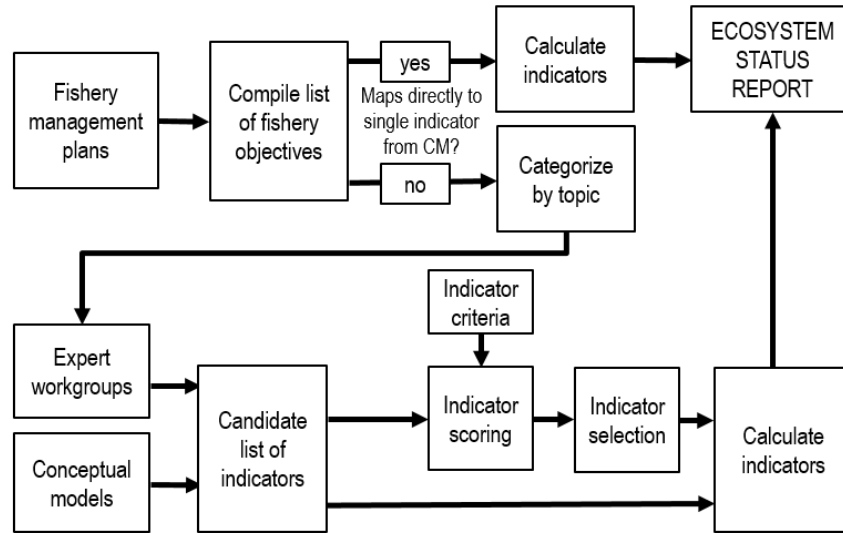 Fishery
management
plans
Compile list
of fishery
objectives
yes
Maps directly to
single indicator
from CM?
no
Calculate
indicators
ECOSYSTEM
STATUS
REPORT
Categorize
by topic
Expert
workgroups
Conceptual
models
Candidate
list of
indicators
Indicator
criteria
Indicator
scoring
Indicator
selection
Calculate
indicators